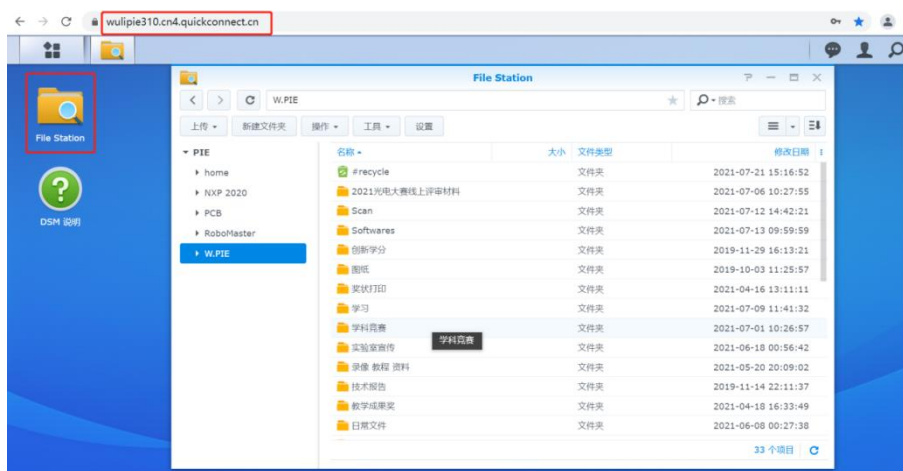 wulipie310.cn4.quickconnect.cn
File Station
W.PIE
搜索
上传
新建文件夹
操作
工具
设置
File Station
DSM 说明
PIE
home
NXP 2020
PCB
RoboMaster
W.PIE
名称 大小 文件类型 修改日期
#recycle 文件夹 2021-07-21 15:16:52
2021光电大赛线上评审材料 文件夹 2021-07-06 10:27:55
Scan 文件夹 2021-07-12 14:42:21
Softwares 文件夹 2021-07-13 09:59:59
创新学分 文件夹 2019-11-29 16:13:21
图纸 文件夹 2019-10-03 11:25:57
奖状打印 文件夹 2021-04-16 13:11:11
学习 文件夹 2021-07-09 11:41:32
学科竞赛 文件夹 2021-07-01 10:26:57
学科竞赛
实验室宣传 文件夹 2021-06-18 00:56:42
录像 教程 资料 文件夹 2021-05-20 20:09:02
技术报告 文件夹 2019-11-14 22:11:37
教学成果奖 文件夹 2021-04-18 16:33:49
日常文件 文件夹 2021-06-08 00:27:38
33 个项目